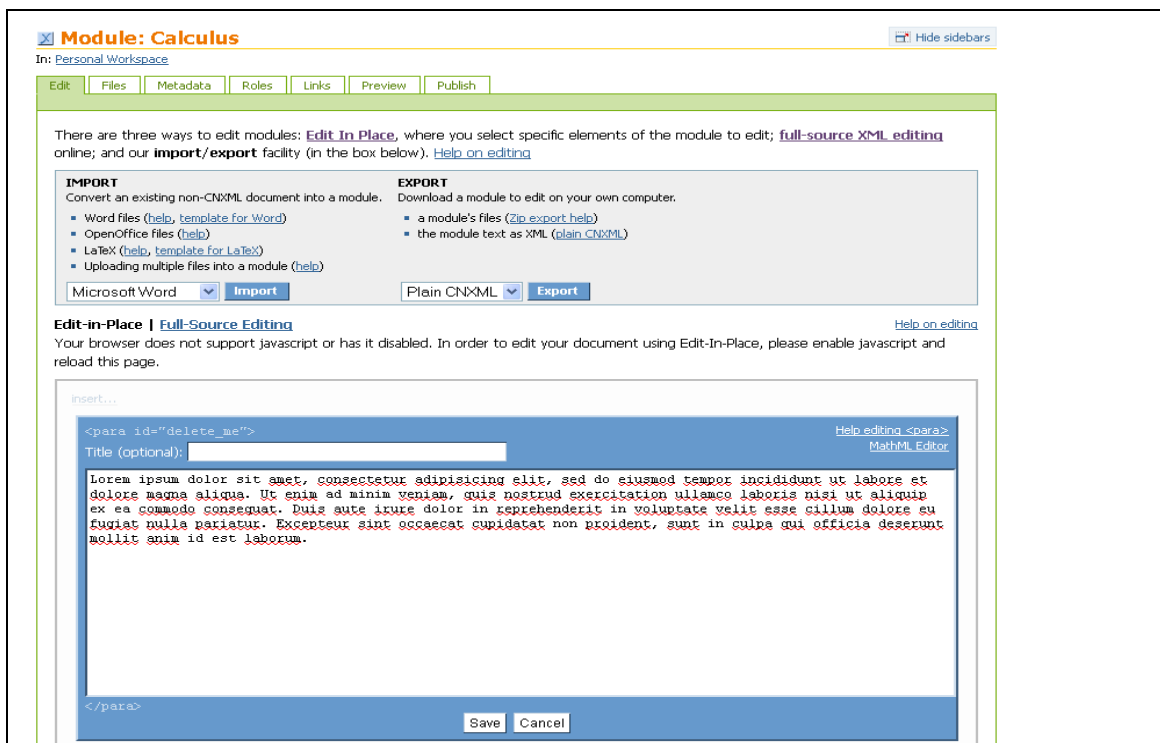 Module: Calculus
Hide sidebars
In: Personal Workspace
Edit Files Metadata Roles Links Preview Publish
There are three ways to edit modules: Edit In Place, where you select specific elements of the module to edit; full-source XML editing
online; and our import/export facility (in the box below). Help on editing
IMPORT
Convert an existing non-CNXML document into a module.
Word files (help, template for Word)
OpenOffice files (help)
LaTeX (help, template for LaTeX)
Uploading multiple files into a module (help)
Microsoft Word Import
EXPORT
Download a module to edit on your own computer.
a module's files (Zip export help)
the module text as XML (plain CNXML)
Plain CNXML Export
Edit-in-Place | Full-Source Editing
Help on editing
Your browser does not support javascript or has it disabled. In order to edit your document using Edit-In-Place, please enable javascript and
reload this page.
insert...
<para id="delete_me">
Help editing <para>
Title (optional):
MathML Editor
Lorem ipsum dolor sit amet, consectetur adipisicing elit, sed do eiusmod tempor incididunt ut labore et
dolore magna aliqua. Ut enim ad minim veniam, quis nostrud exercitation ullamco laboris nisi ut aliquip
ex ea commodo consequat. Duis aute irure dolor in reprehenderit in voluptate velit esse cillum dolore eu
fugiat nulla pariatur. Excepteur sint occaecat cupidatat non proident, sunt in culpa qui officia deserunt
mollit anim id est laborum.
</para>
Save Cancel